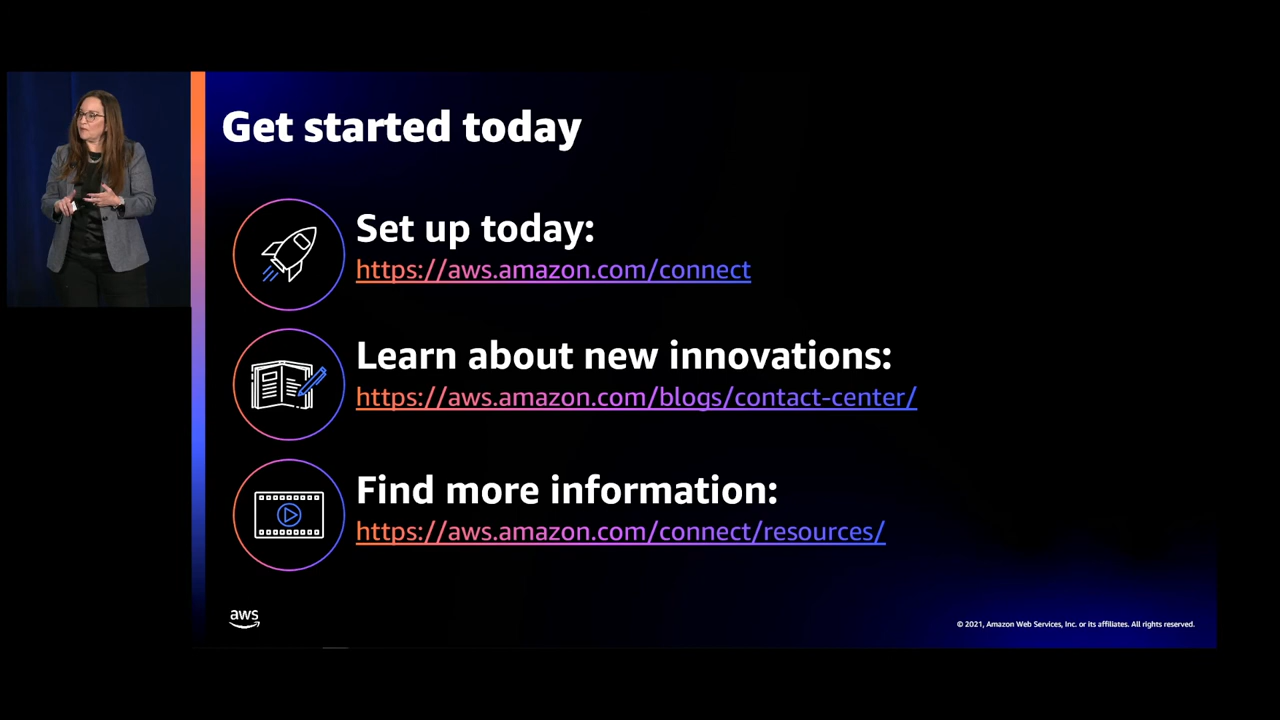 Get started today
Set up today:
https://aws.amazon.com/connect
Learn about new innovations:
https://aws.amazon.com/blogs/contact-center/
Find more information:
https://aws.amazon.com/connect/resources/
aws
© 2021, Amazon Web Services, Inc. or its affiliates. All rights reserved.